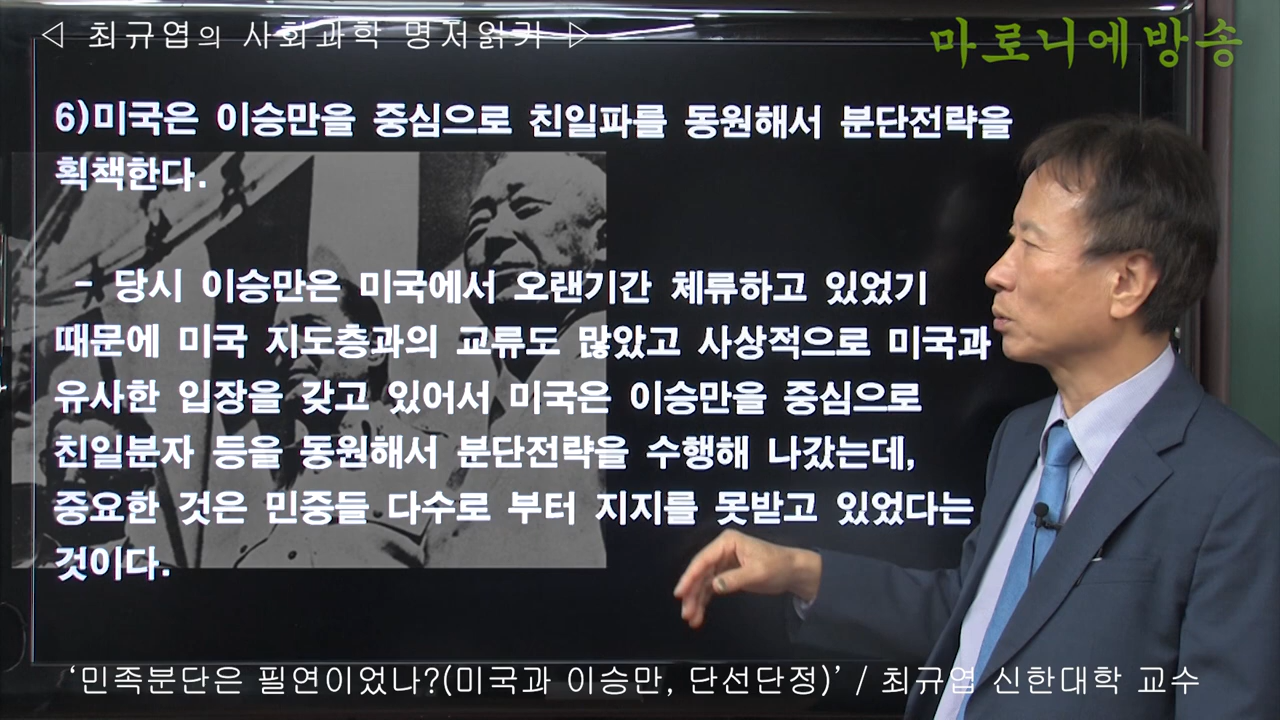 ◁ 최규엽의 사회과학 명저읽기 ▷
마로니에방송
6)미국은 이승만을 중심으로 친일파를 동원해서 분단전략을
획책한다.
- 당시 이승만은 미국에서 오랜기간 체류하고 있었기
때문에 미국 지도층과의 교류도 많았고 사상적으로 미국과
유사한 입장을 갖고 있어서 미국은 이승만을 중심으로
친일분자 등을 동원해서 분단전략을 수행해 나갔는데,
중요한 것은 민중들 다수로 부터 지지를 못받고 있었다는
것이다.
‘민족분단은 필연이었나?(미국과 이승만, 단선단정)’ / 최규엽 신한대학 교수